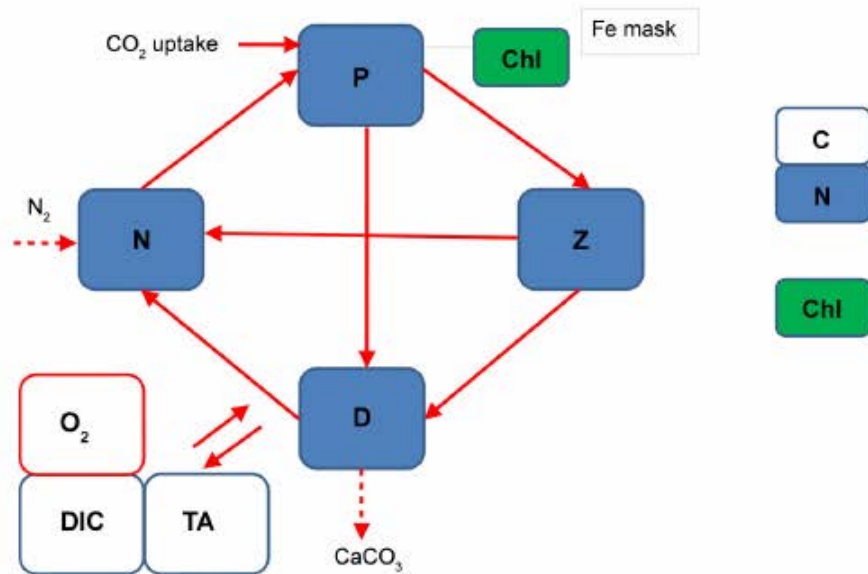 CO₂ uptake
P
Chl
Fe mask
C
N₂
N
Z
N
Chl
D
O₂
DIC
TA
CaCO₃